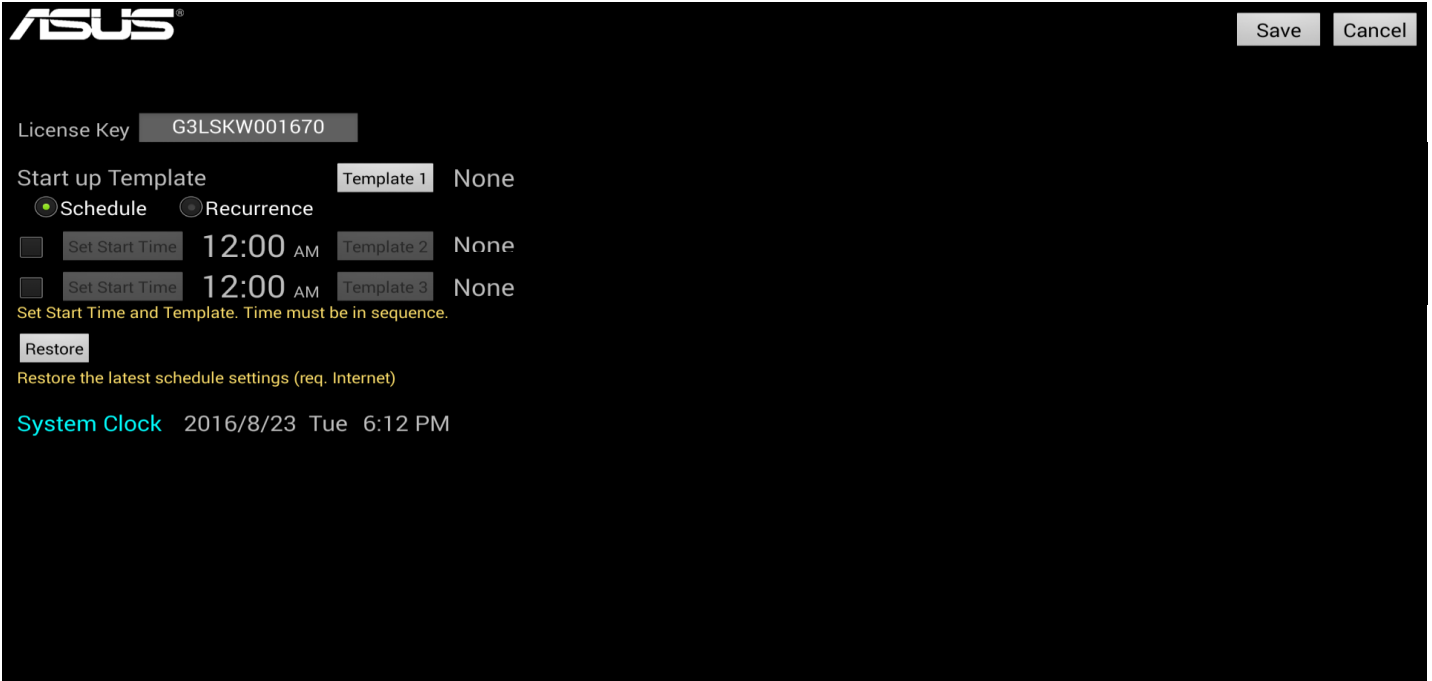 ASUS®
Save Cancel
License Key G3LSKW001670
Start up Template Template 1 None
Schedule Recurrence
Set Start Time 12:00 AM Template 2 None
Set Start Time 12:00 AM Template 3 None
Set Start Time and Template. Time must be in sequence.
Restore
Restore the latest schedule settings (req. Internet)
System Clock 2016/8/23 Tue 6:12 PM